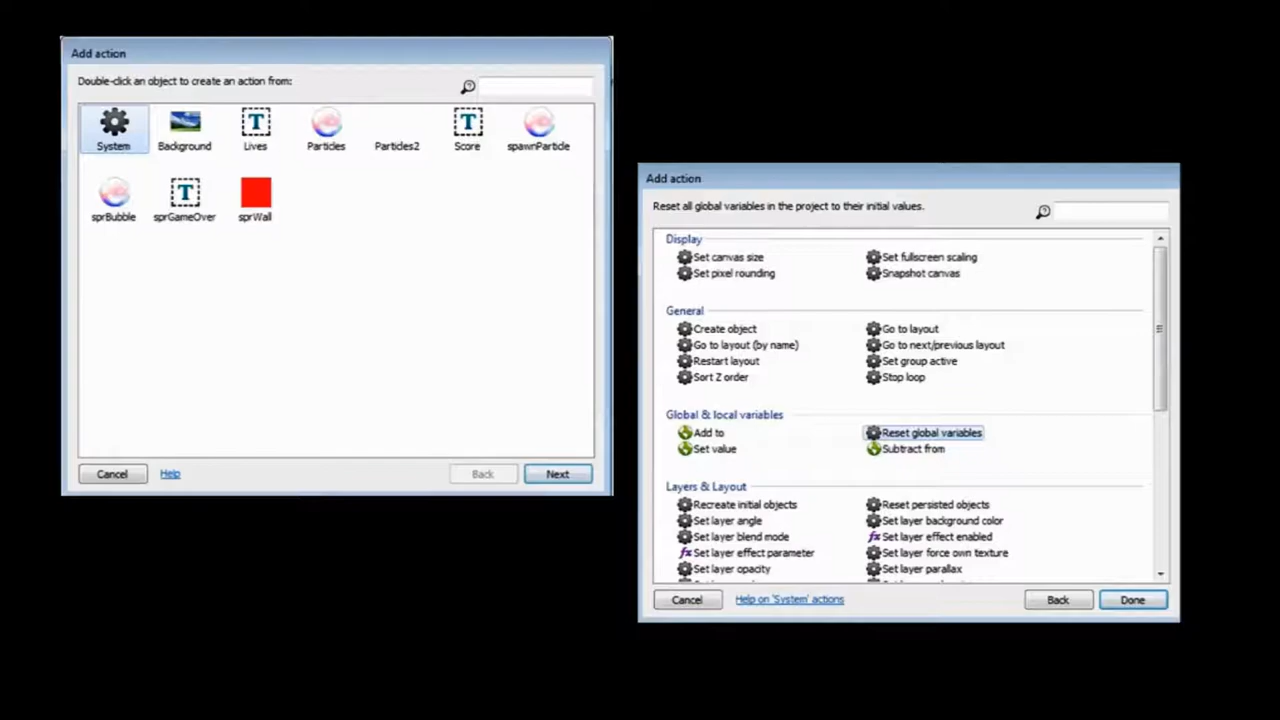 Add action
Double-click an object to create an action from:
System Background Lives Particles Particles2 Score spawnParticle
sprBubble sprGameOver sprWall
Cancel Help Back Next
Add action
Reset all global variables in the project to their initial values.
Display
Set canvas size Set fullscreen scaling
Set pixel rounding Snapshot canvas
General
Create object Go to layout
Go to layout (by name) Go to next/previous layout
Restart layout Set group active
Sort Z order Stop loop
Global & local variables
Add to Reset global variables
Set value Subtract from
Layers & Layout
Recreate initial objects Reset persisted objects
Set layer angle Set layer background color
Set layer blend mode Set layer effect enabled
Set layer effect parameter Set layer force own texture
Set layer opacity Set layer parallax
Cancel Help on 'System' actions Back Done